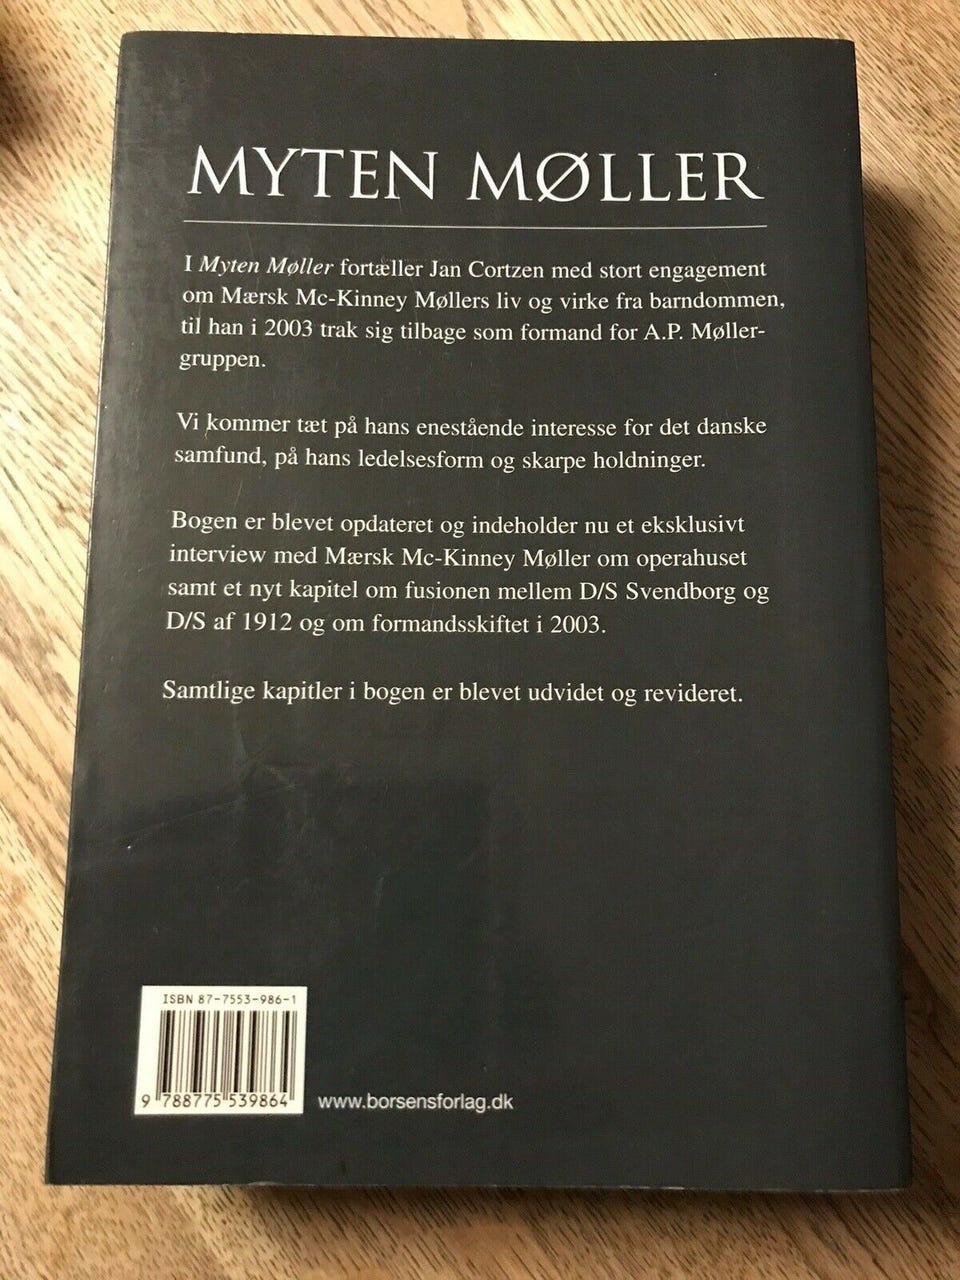 MYTEN MØLLER
I Myten Møller fortæller Jan Cortzen med stort engagement
om Mærsk Mc-Kinney Møllers liv og virke fra barndommen,
til han i 2003 trak sig tilbage som formand for A.P. Møller-
gruppen.
Vi kommer tæt på hans enestående interesse for det danske
samfund, på hans ledelsesform og skarpe holdninger.
Bogen er blevet opdateret og indeholder nu et eksklusivt
interview med Mærsk Mc-Kinney Møller om operahuset
samt et nyt kapitel om fusionen mellem D/S Svendborg og
D/S af 1912 og om formandsskiftet i 2003.
Samtlige kapitler i bogen er blevet udvidet og revideret.
ISBN 87-7553-986-1
9 788775 539864
www.borsensforlag.dk